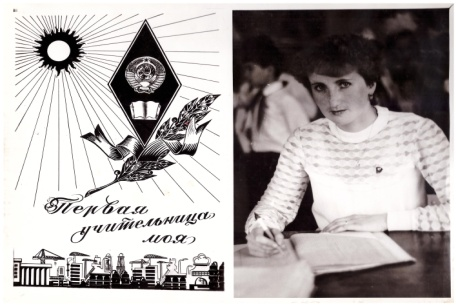 Первая
учительница
моя